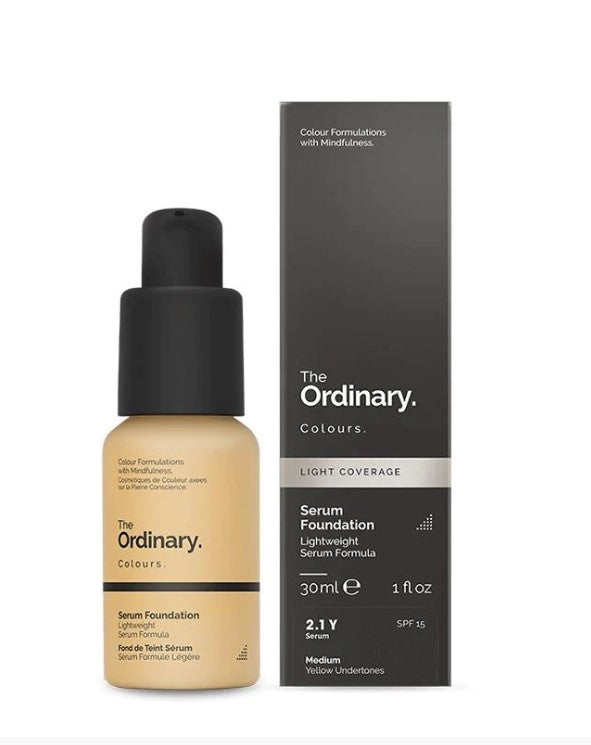 Colour Formulations
with Mindfulness.
Cosmetiques de Couleur axées
sur la Pleine Conscience.
The
Ordinary.
Colours.
Serum Foundation
Lightweight
Serum Formula
Fond de Teint Sérum
Sérum Formule Légère
Colour Formulations
with Mindfulness.
The
Ordinary.
Colours.
LIGHT COVERAGE
Serum
Foundation
Lightweight
Serum Formula
30ml ℮ 1 fl oz
2.1 Y SPF 15
Serum
Medium
Yellow Undertones